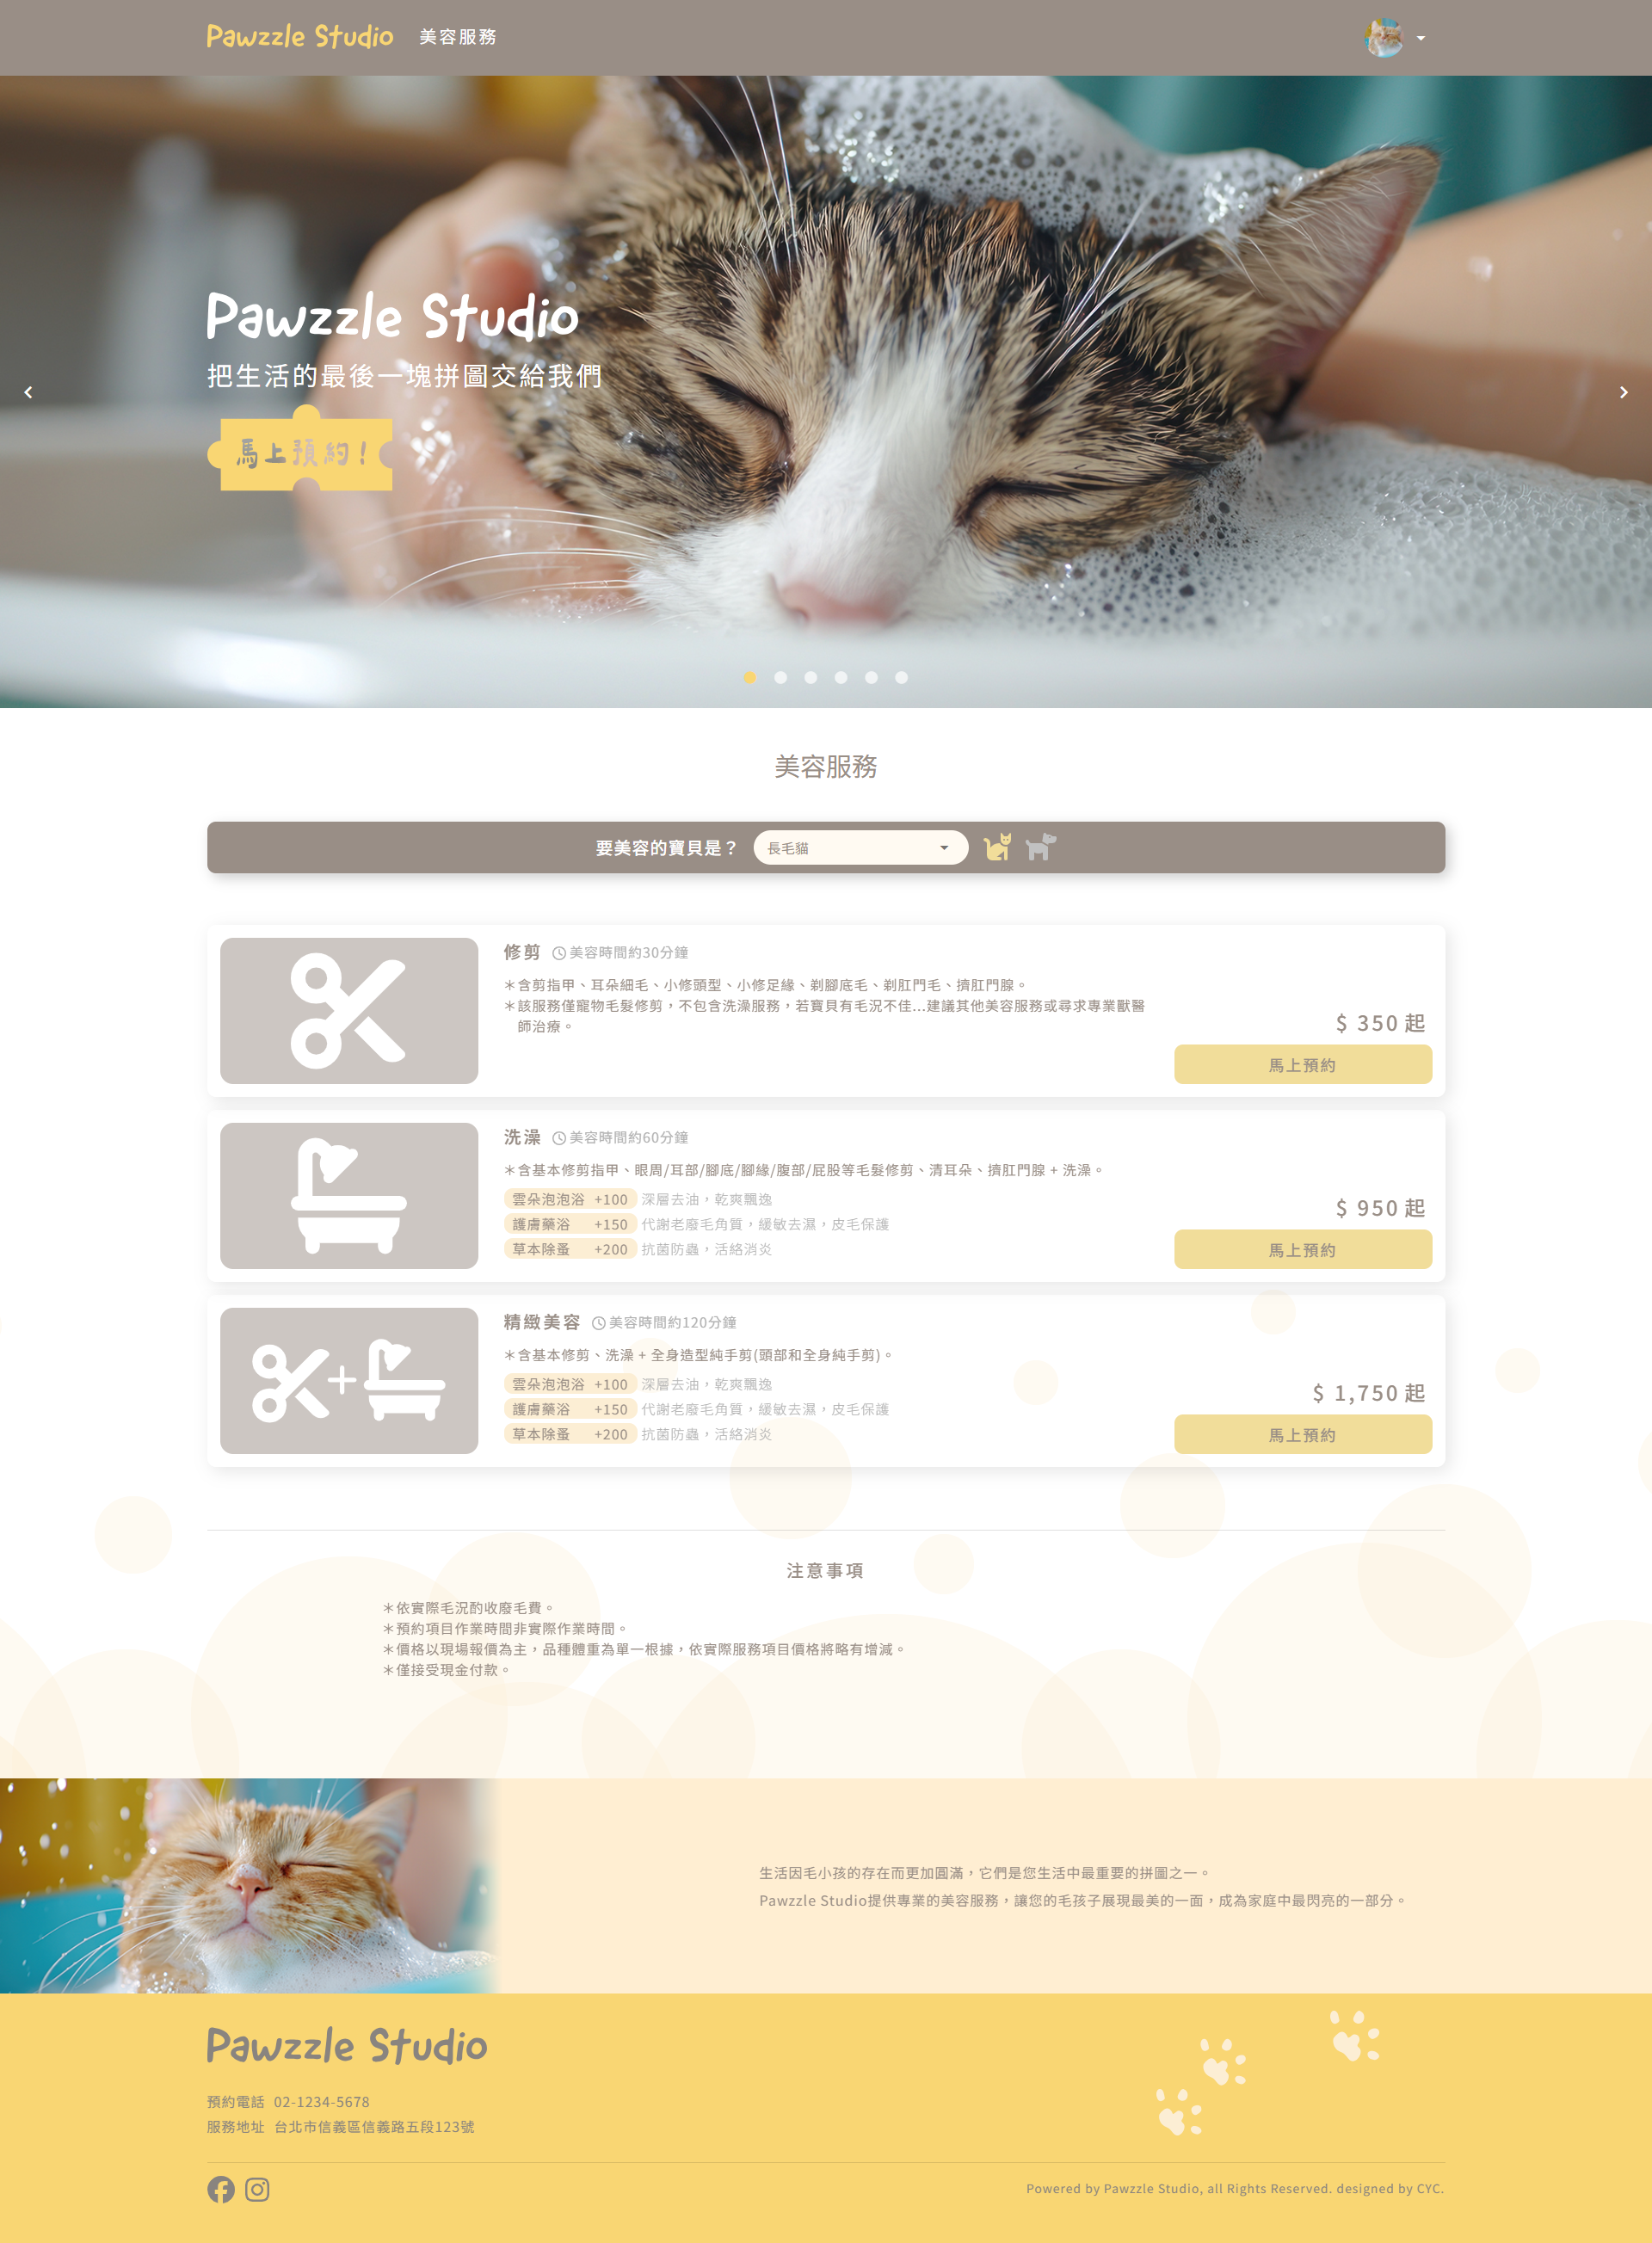 Pawzzle Studio 美容服務
Pawzzle Studio
把生活的最後一塊拼圖交給我們
馬上預約！
美容服務
要美容的寶貝是？ 長毛貓
修剪 美容時間約30分鐘
＊含剪指甲、耳朵細毛、小修頭型、小修足緣、剃腳底毛、剃肛門毛、擠肛門腺。
＊該服務僅寵物毛髮修剪，不包含洗澡服務，若寶貝有毛況不佳...建議其他美容服務或尋求專業獸醫
師治療。
$ 350 起
馬上預約
洗澡 美容時間約60分鐘
＊含基本修剪指甲、眼周/耳部/腳底/腳緣/腹部/屁股等毛髮修剪、清耳朵、擠肛門腺 + 洗澡。
雲朵泡泡浴 +100 深層去油，乾爽飄逸
護膚藥浴 +150 代謝老廢毛角質，緩敏去濕，皮毛保護
草本除蚤 +200 抗菌防蟲，活絡消炎
$ 950 起
馬上預約
精緻美容 美容時間約120分鐘
＊含基本修剪、洗澡 + 全身造型純手剪(頭部和全身純手剪)。
雲朵泡泡浴 +100 深層去油，乾爽飄逸
護膚藥浴 +150 代謝老廢毛角質，緩敏去濕，皮毛保護
草本除蚤 +200 抗菌防蟲，活絡消炎
$ 1,750 起
馬上預約
注意事項
＊依實際毛況酌收廢毛費。
＊預約項目作業時間非實際作業時間。
＊價格以現場報價為主，品種體重為單一根據，依實際服務項目價格將略有增減。
＊僅接受現金付款。
生活因毛小孩的存在而更加圓滿，它們是您生活中最重要的拼圖之一。
Pawzzle Studio提供專業的美容服務，讓您的毛孩子展現最美的一面，成為家庭中最閃亮的一部分。
Pawzzle Studio
預約電話 02-1234-5678
服務地址 台北市信義區信義路五段123號
Powered by Pawzzle Studio, all Rights Reserved. designed by CYC.